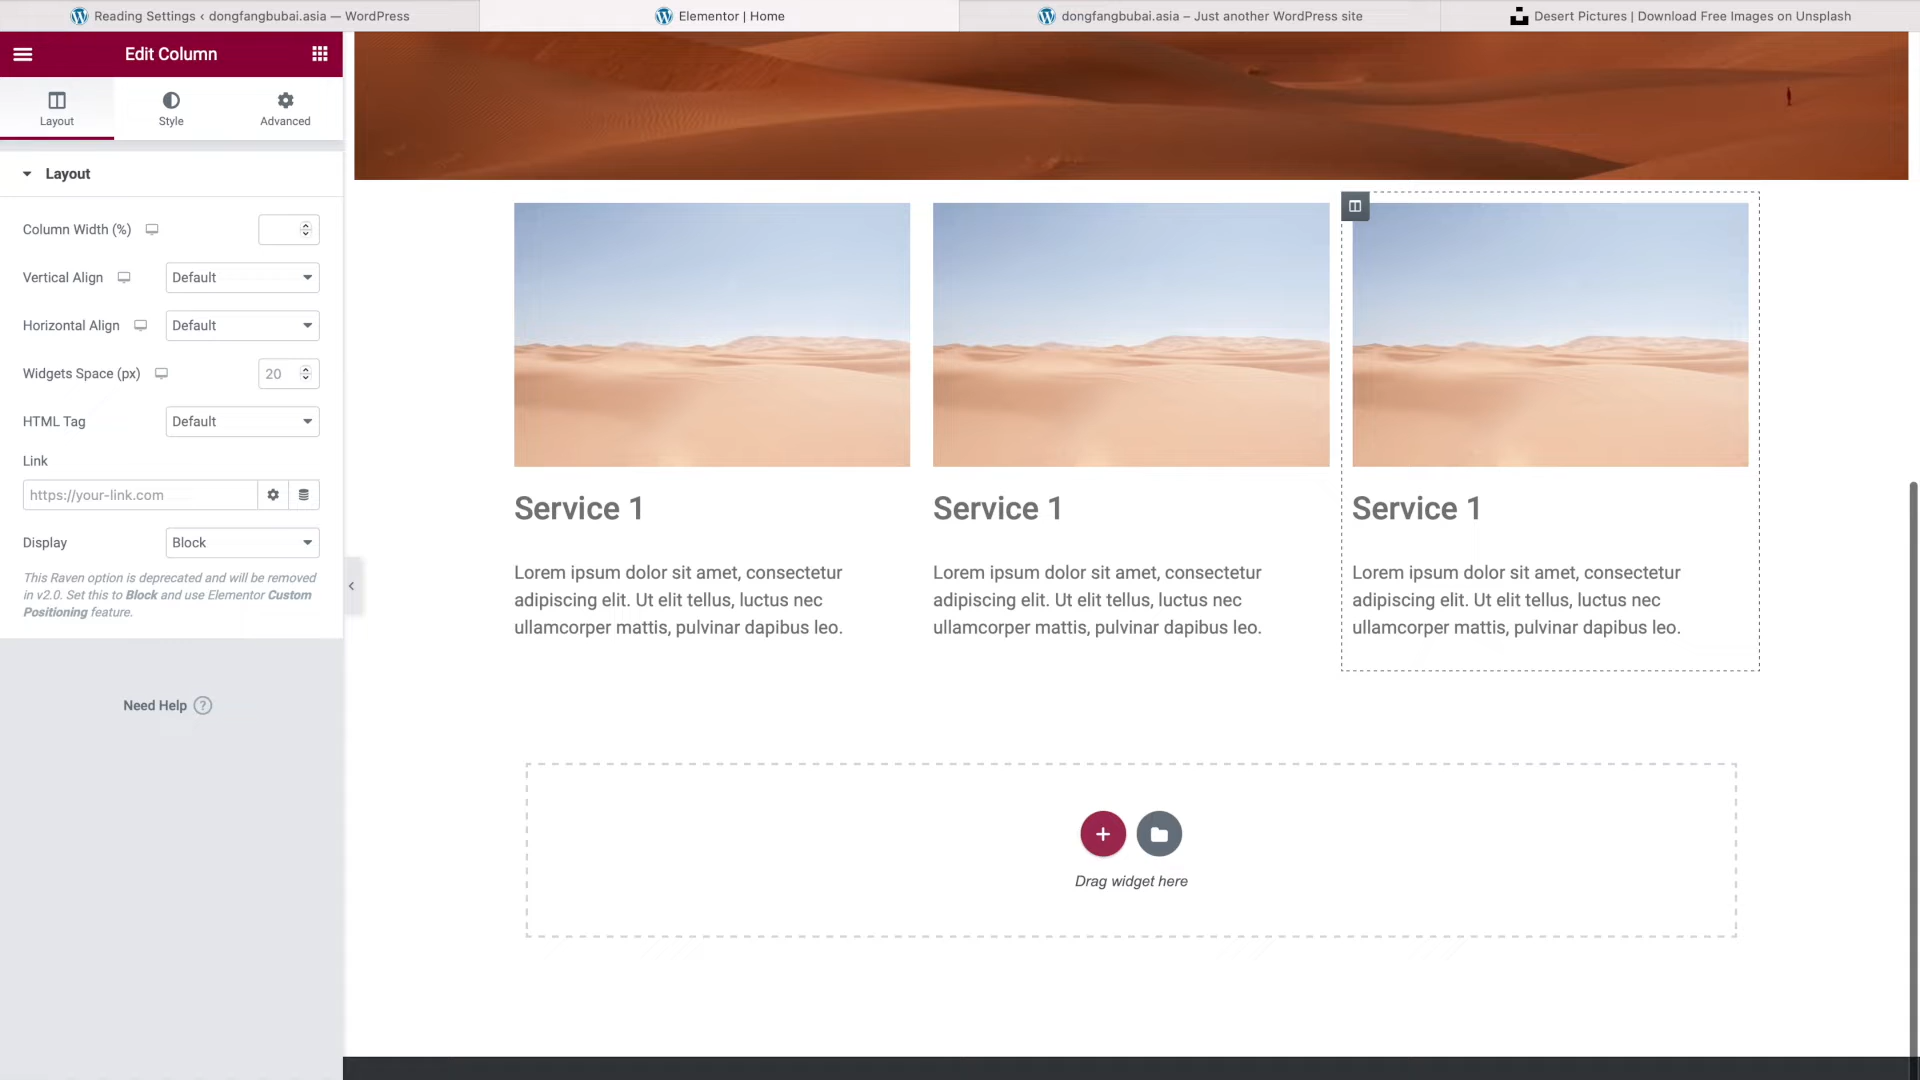 Reading Settings ‹ dongfangbubai.asia — WordPress
Elementor | Home
dongfangbubai.asia – Just another WordPress site
Desert Pictures | Download Free Images on Unsplash
Edit Column
Layout
Style
Advanced
Layout
Column Width (%)
Vertical Align
Default
Horizontal Align
Default
Widgets Space (px)
20
HTML Tag
Default
Link
https://your-link.com
Display
Block
This Raven option is deprecated and will be removed
in v2.0. Set this to Block and use Elementor Custom
Positioning feature.
Need Help ?
Service 1
Lorem ipsum dolor sit amet, consectetur
adipiscing elit. Ut elit tellus, luctus nec
ullamcorper mattis, pulvinar dapibus leo.
Service 1
Lorem ipsum dolor sit amet, consectetur
adipiscing elit. Ut elit tellus, luctus nec
ullamcorper mattis, pulvinar dapibus leo.
Service 1
Lorem ipsum dolor sit amet, consectetur
adipiscing elit. Ut elit tellus, luctus nec
ullamcorper mattis, pulvinar dapibus leo.
Drag widget here